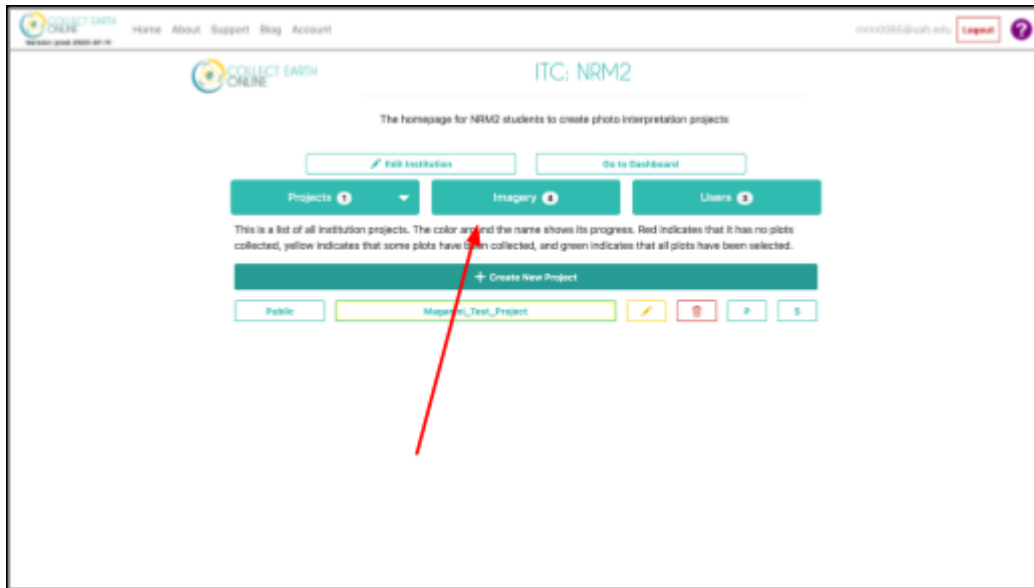 COLLECT EARTH ONLINE
Home About Support Blog Account
Logout ?
COLLECT EARTH
ONLINE
ITC: NRM2
The homepage for NRM2 students to create photo interpretation projects
Edit Institution Go to Dashboard
Projects 1 Imagery 4 Users 3
This is a list of all institution projects. The color around the name shows its progress. Red indicates that it has no plots
collected, yellow indicates that some plots have been collected, and green indicates that all plots have been selected.
+ Create New Project
Public Test_Project P S